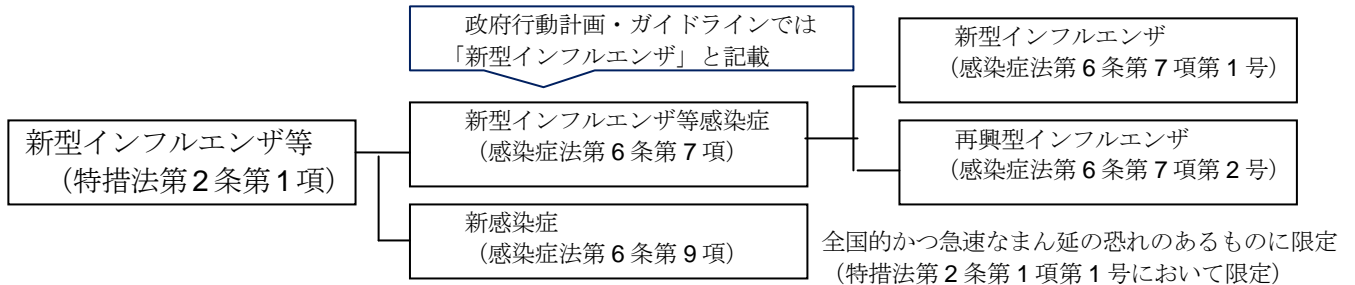 政府行動計画・ガイドラインでは
「新型インフルエンザ」と記載
新型インフルエンザ等
（特措法第2条第1項）
新型インフルエンザ等感染症
（感染症法第6条第7項）
新感染症
（感染症法第6条第9項）
新型インフルエンザ
（感染症法第6条第7項第1号）
再興型インフルエンザ
（感染症法第6条第7項第2号）
全国的かつ急速なまん延の恐れのあるものに限定
（特措法第2条第1項第1号において限定）